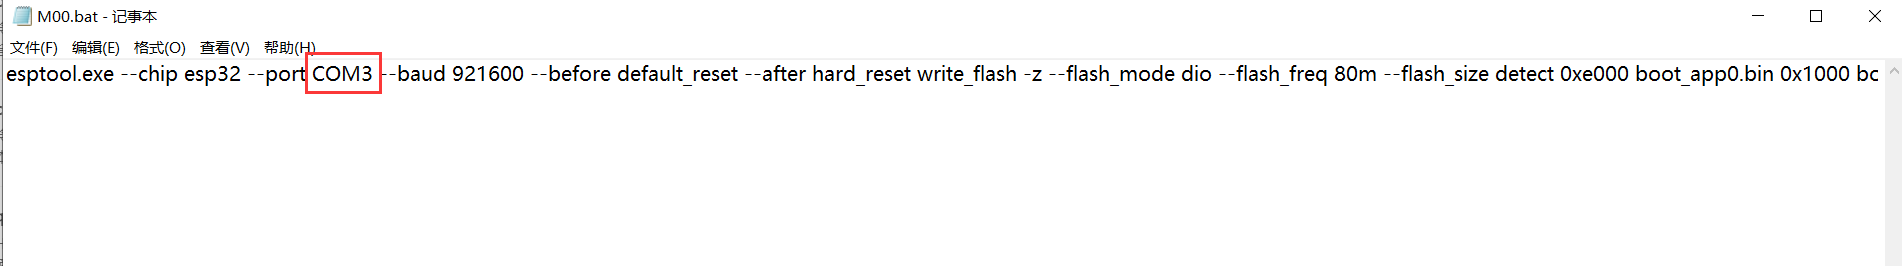 M00.bat - 记事本
文件(F) 编辑(E) 格式(O) 查看(V) 帮助(H)
esptool.exe --chip esp32 --port COM3 --baud 921600 --before default_reset --after hard_reset write_flash -z --flash_mode dio --flash_freq 80m --flash_size detect 0xe000 boot_app0.bin 0x1000